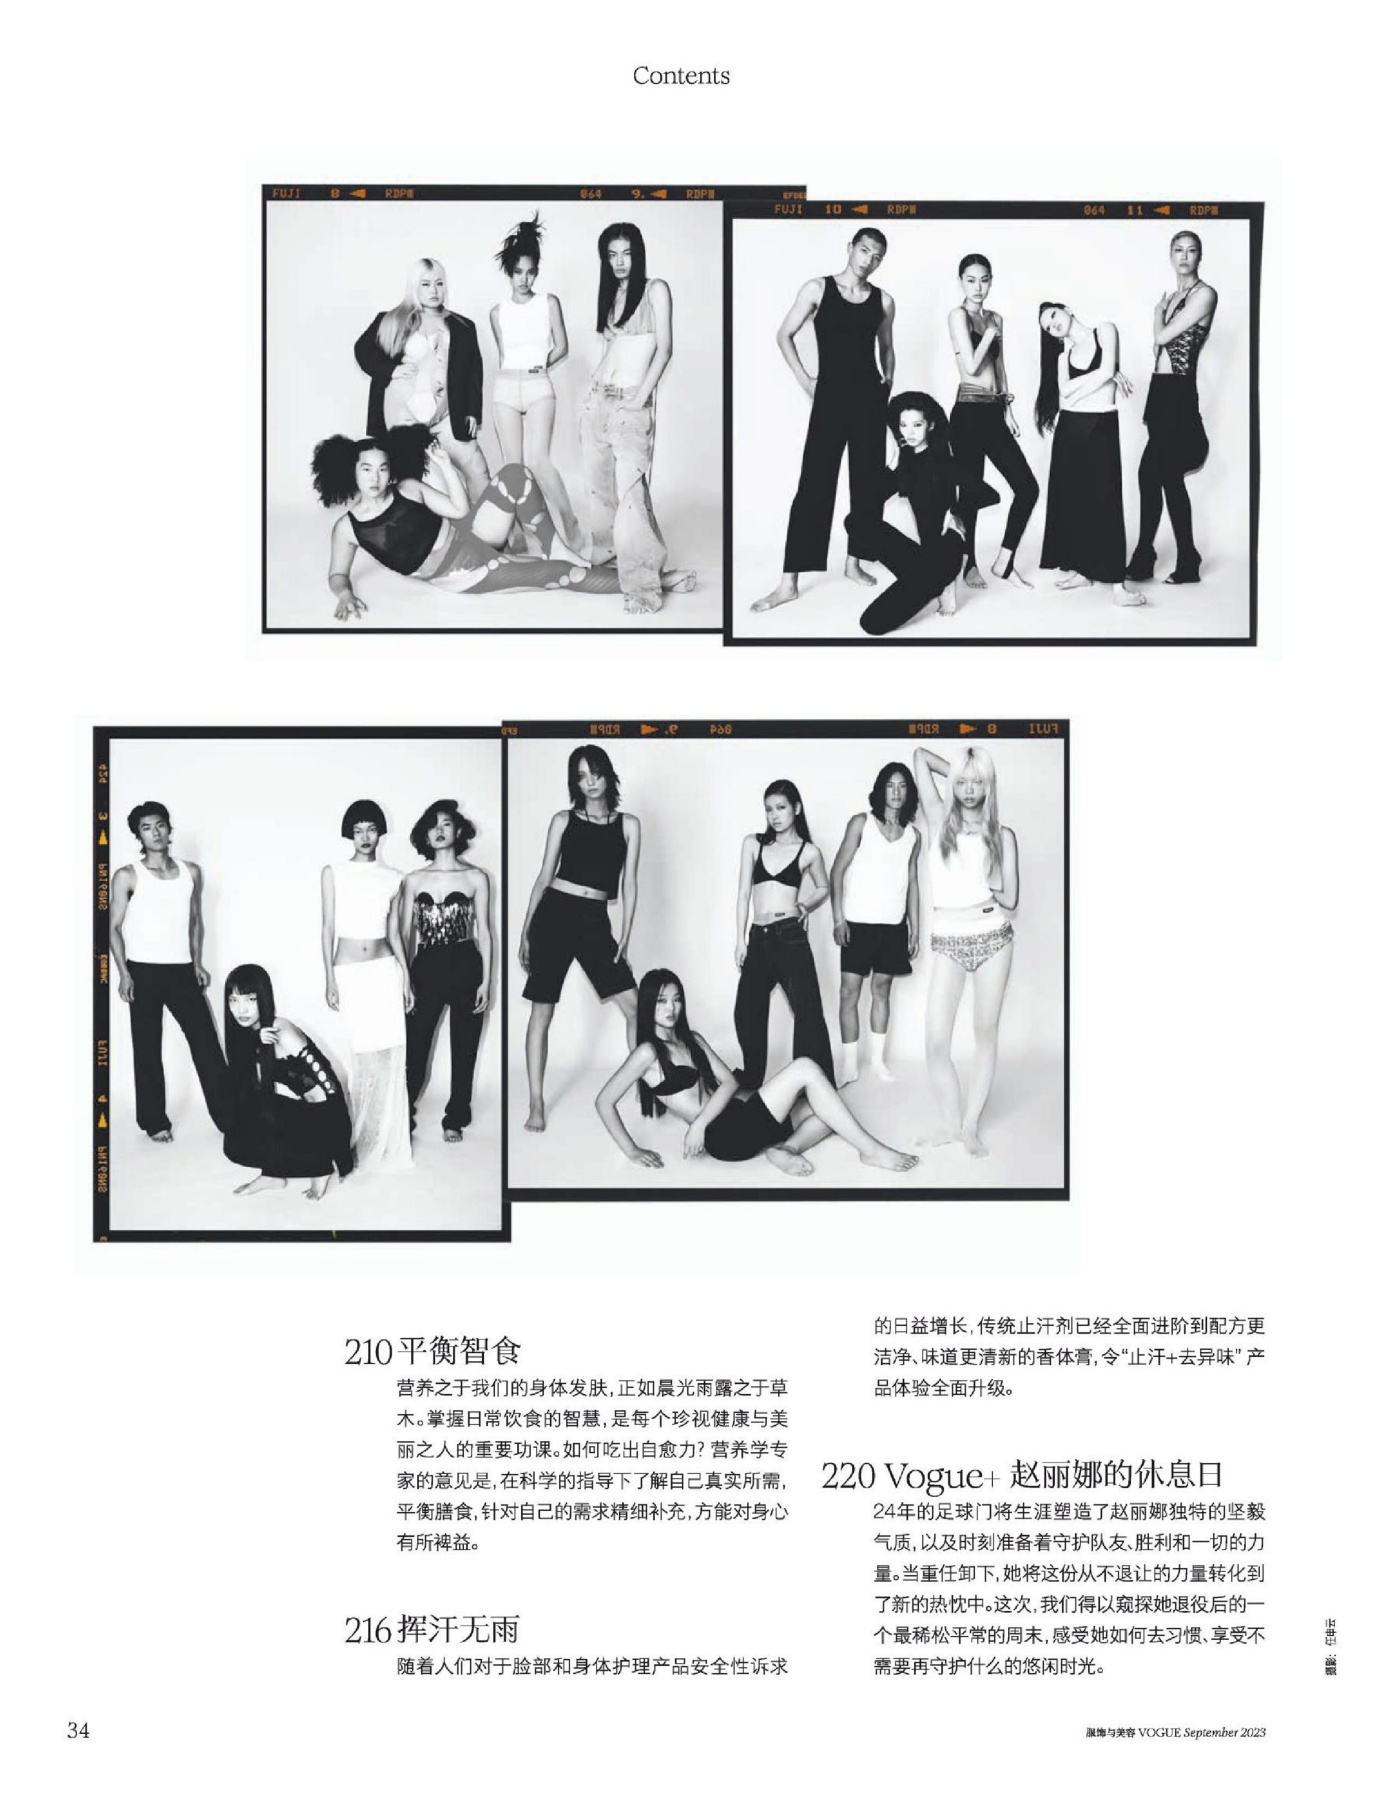 Contents
FUJI 8 RDPIII 064 9. RDPIII
FUJI 10 RDPIII 064 11 RDPIII
RDPIII 9. 064 RDPIII 8 FUJI
424
3
PN160NS
FUJI
4
PN160NS
210 平衡智食
营养之于我们的身体发肤,正如晨光雨露之于草
木。掌握日常饮食的智慧,是每个珍视健康与美
丽之人的重要功课。如何吃出自愈力? 营养学专
家的意见是,在科学的指导下了解自己真实所需,
平衡膳食,针对自己的需求精细补充,方能对身心
有所裨益。
216 挥汗无雨
随着人们对于脸部和身体护理产品安全性诉求
的日益增长,传统止汗剂已经全面进阶到配方更
洁净、味道更清新的香体膏,令“止汗+去异味” 产
品体验全面升级。
220 Vogue+ 赵丽娜的休息日
24年的足球门将生涯塑造了赵丽娜独特的坚毅
气质,以及时刻准备着守护队友、胜利和一切的力
量。当重任卸下,她将这份从不退让的力量转化到
了新的热忱中。这次,我们得以窥探她退役后的一
个最稀松平常的周末,感受她如何去习惯、享受不
需要再守护什么的悠闲时光。
摄影: 任申云
34
服饰与美容 VOGUE September 2023